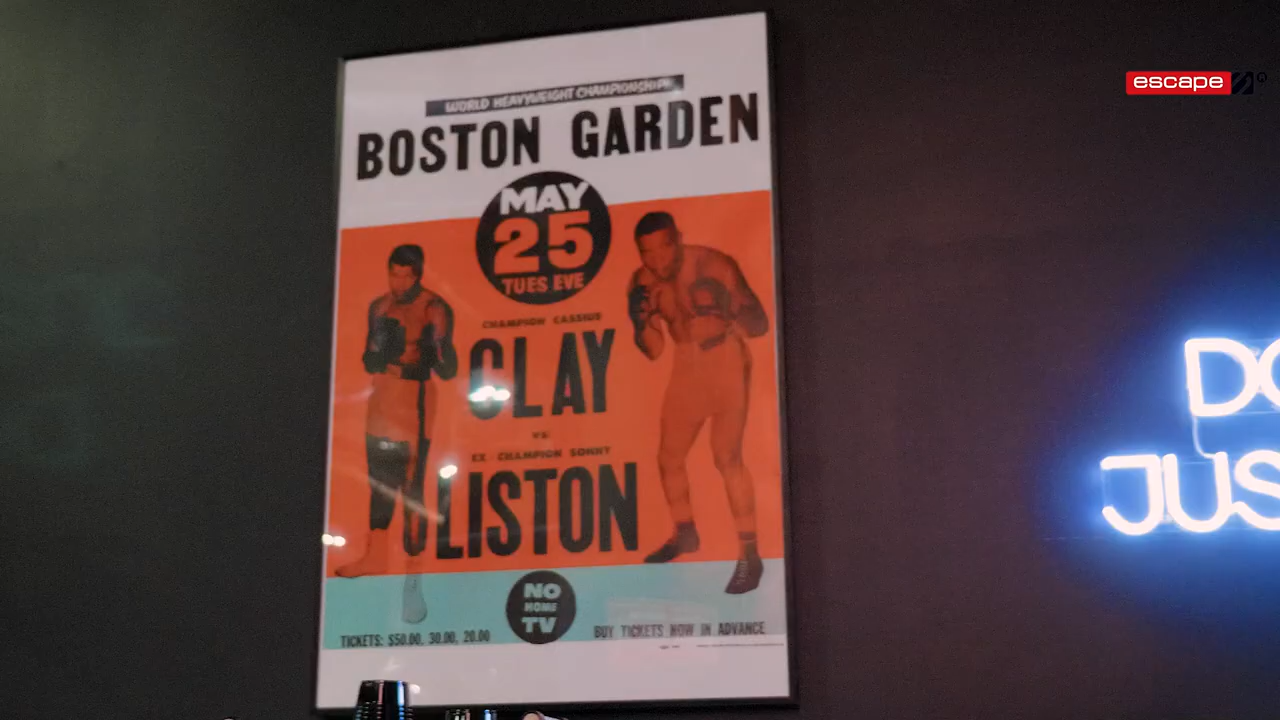 WORLD HEAVYWEIGHT CHAMPIONSHIP
BOSTON GARDEN
MAY
25
TUES EVE
CHAMPION CASSIUS
CLAY
VS.
EX-CHAMPION SONNY
LISTON
NO
HOME
TV
TICKETS: $50.00, 30.00, 20.00
BUY TICKETS NOW IN ADVANCE
escape
JUS